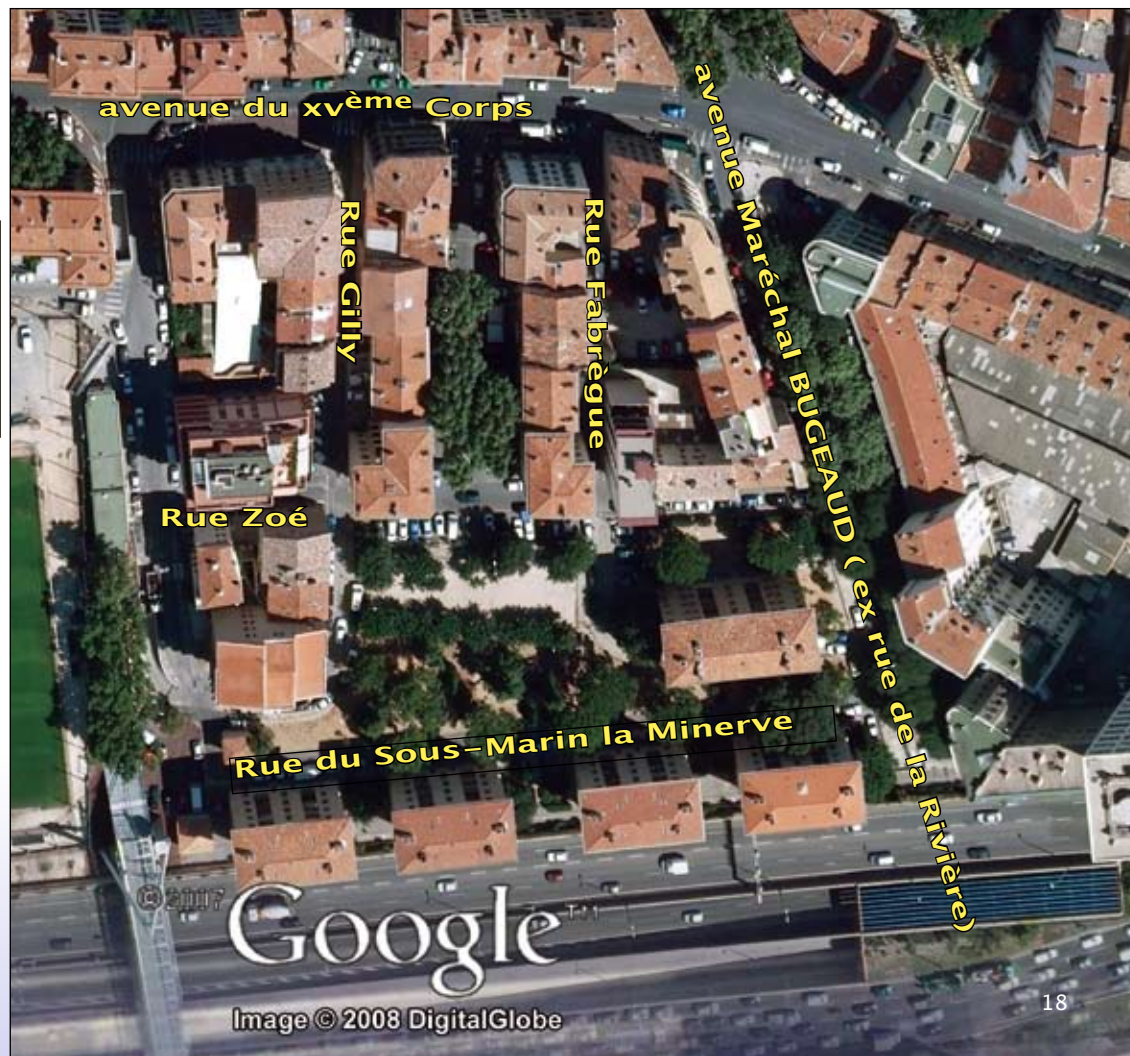 avenue du xvème Corps
avenue Maréchal BUGEAUD ( ex rue de la Rivière)
Rue Gilly
Rue Fabrègue
Rue Zoé
Rue du Sous-Marin la Minerve
© 2007
Google™
Image © 2008 DigitalGlobe
18